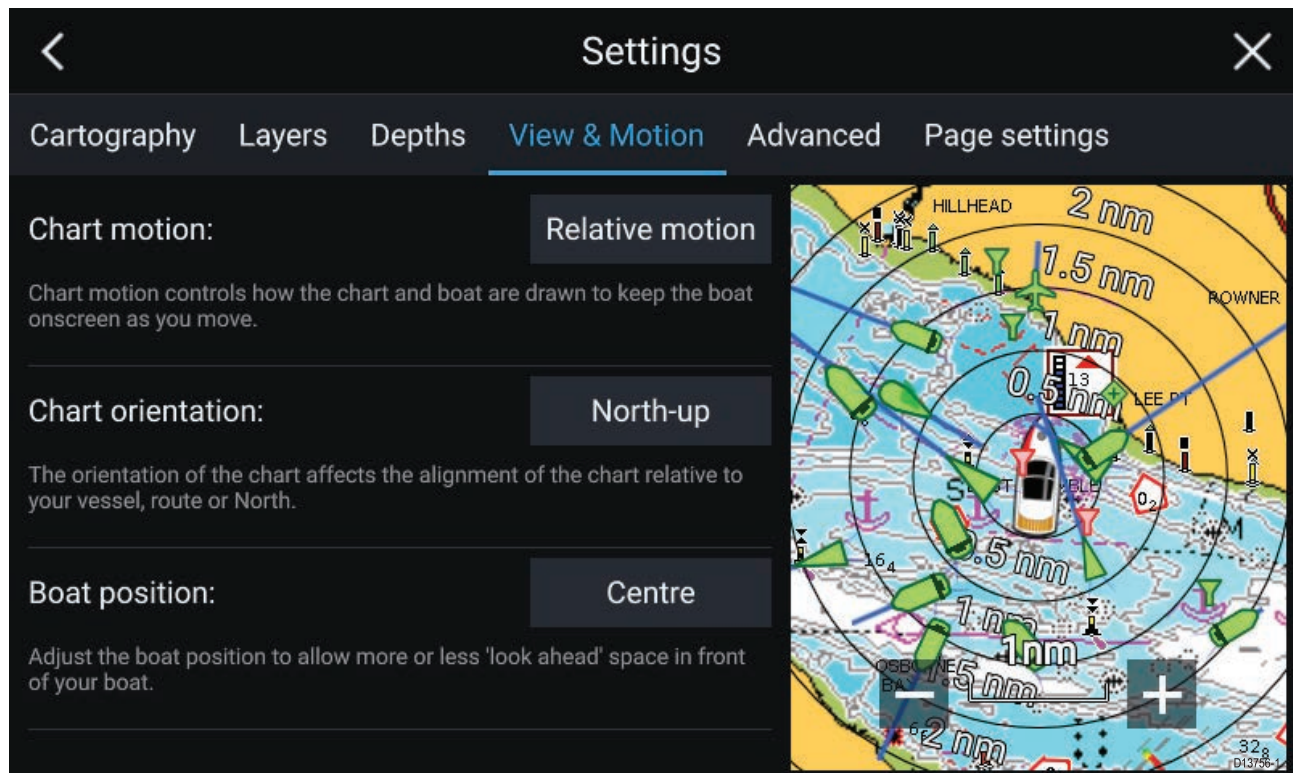 Settings
Cartography Layers Depths View & Motion Advanced Page settings
Chart motion: Relative motion
Chart motion controls how the chart and boat are drawn to keep the boat
onscreen as you move.
Chart orientation: North-up
The orientation of the chart affects the alignment of the chart relative to
your vessel, route or North.
Boat position: Centre
Adjust the boat position to allow more or less 'look ahead' space in front
of your boat.
HILLHEAD
2 nm
1.5 nm
ROWNER
1 nm
0.5 nm
13
LEE PT
0₂
M
16₄
0.5 nm
1 nm
1nm
1.5 nm
2 nm
32₈
D13756-1